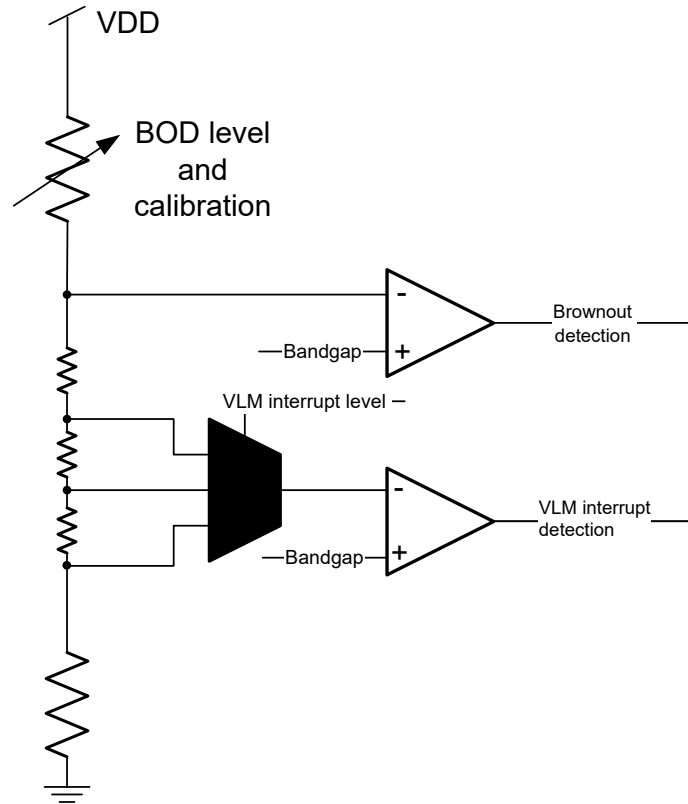 VDD
BOD level
and
calibration
-
Brownout
detection
Bandgap
+
VLM interrupt level
-
VLM interrupt
detection
Bandgap
+